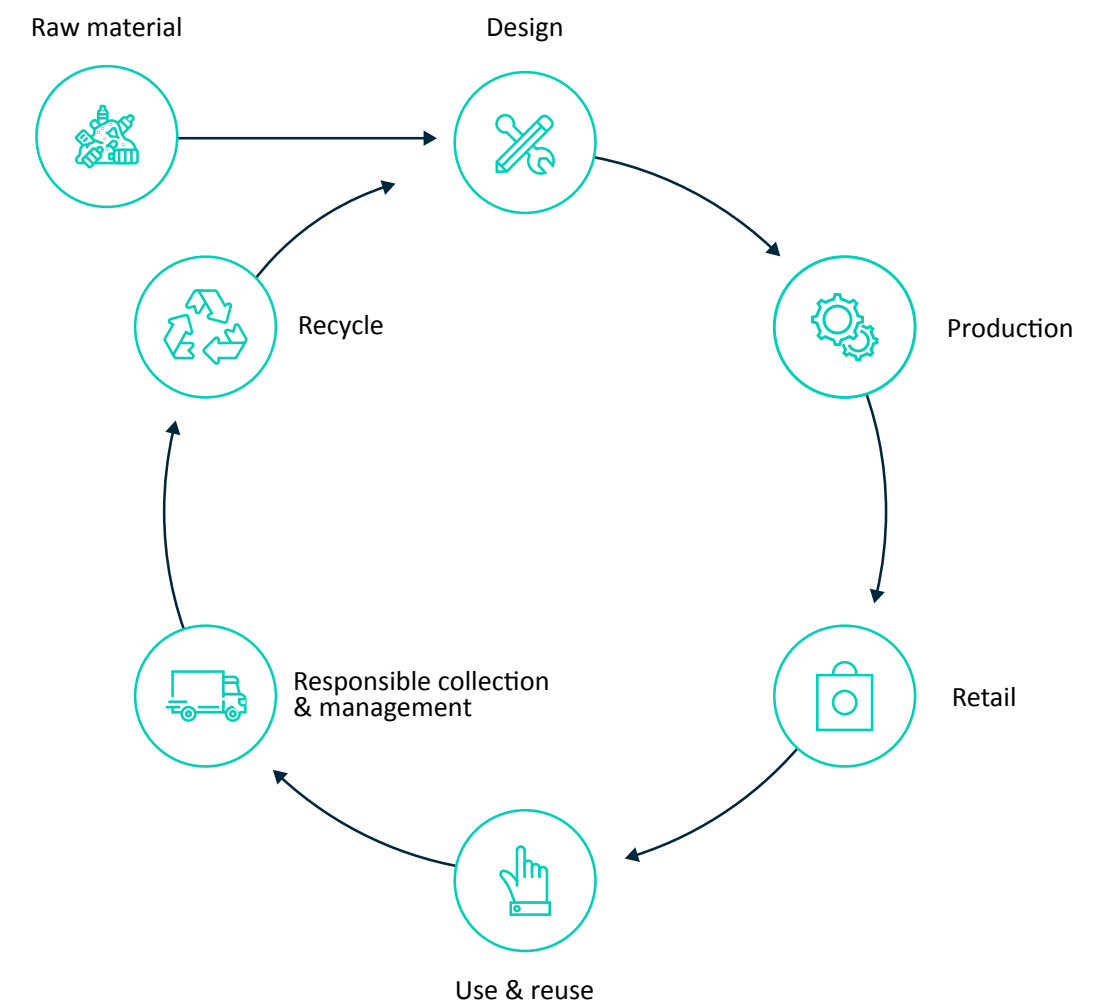 Raw material
Design
Recycle
Production
Responsible collection
& management
Retail
Use & reuse